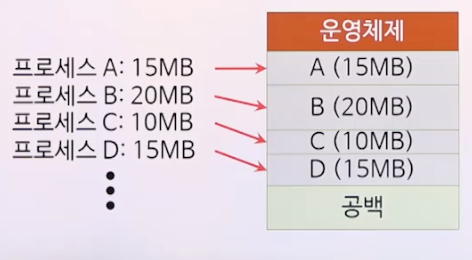 운영체제
프로세스 A: 15MB
A (15MB)
프로세스 B: 20MB
B (20MB)
프로세스 C: 10MB
C (10MB)
프로세스 D: 15MB
D (15MB)
공백